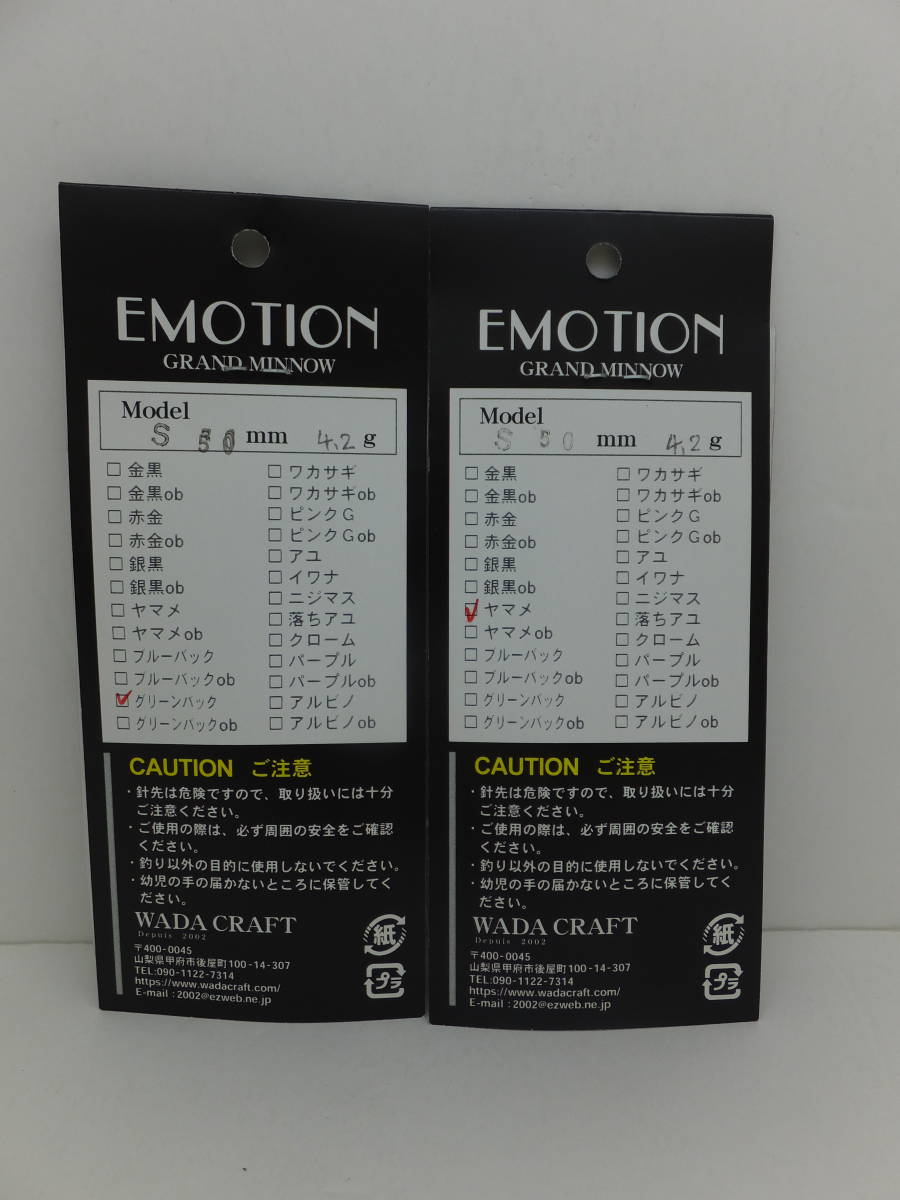 EMOTION
GRAND MINNOW
Model
S 50 mm 4.2 g
□ 金黒
□ 金黒ob
□ 赤金
□ 赤金ob
□ 銀黒
□ 銀黒ob
□ ヤマメ
□ ヤマメob
□ ブルーバック
□ ブルーバックob
☑ グリーンバック
□ グリーンバックob
□ ワカサギ
□ ワカサギob
□ ピンクG
□ ピンクGob
□ アユ
□ イワナ
□ ニジマス
□ 落ちアユ
□ クローム
□ パープル
□ パープルob
□ アルビノ
□ アルビノob
CAUTION ご注意
・針先は危険ですので、取り扱いには十分
ご注意ください。
・ご使用の際は、必ず周囲の安全をご確認
ください。
・釣り以外の目的に使用しないでください。
・幼児の手の届かないところに保管してく
ださい。
WADA CRAFT
Depuis 2002
〒400-0045
山梨県甲府市後屋町100-14-307
TEL:090-1122-7314
https://www.wadacraft.com/
E-mail : 2002@ezweb.ne.jp
紙
プラ
EMOTION
GRAND MINNOW
Model
S 50 mm 4.2 g
□ 金黒
□ 金黒ob
□ 赤金
□ 赤金ob
□ 銀黒
□ 銀黒ob
☑ ヤマメ
□ ヤマメob
□ ブルーバック
□ ブルーバックob
□ グリーンバック
□ グリーンバックob
□ ワカサギ
□ ワカサギob
□ ピンクG
□ ピンクGob
□ アユ
□ イワナ
□ ニジマス
□ 落ちアユ
□ クローム
□ パープル
□ パープルob
□ アルビノ
□ アルビノob
CAUTION ご注意
・針先は危険ですので、取り扱いには十分
ご注意ください。
・ご使用の際は、必ず周囲の安全をご確認
ください。
・釣り以外の目的に使用しないでください。
・幼児の手の届かないところに保管してく
ださい。
WADA CRAFT
Depuis 2002
〒400-0045
山梨県甲府市後屋町100-14-307
TEL:090-1122-7314
https://www.wadacraft.com/
E-mail : 2002@ezweb.ne.jp
紙
プラ